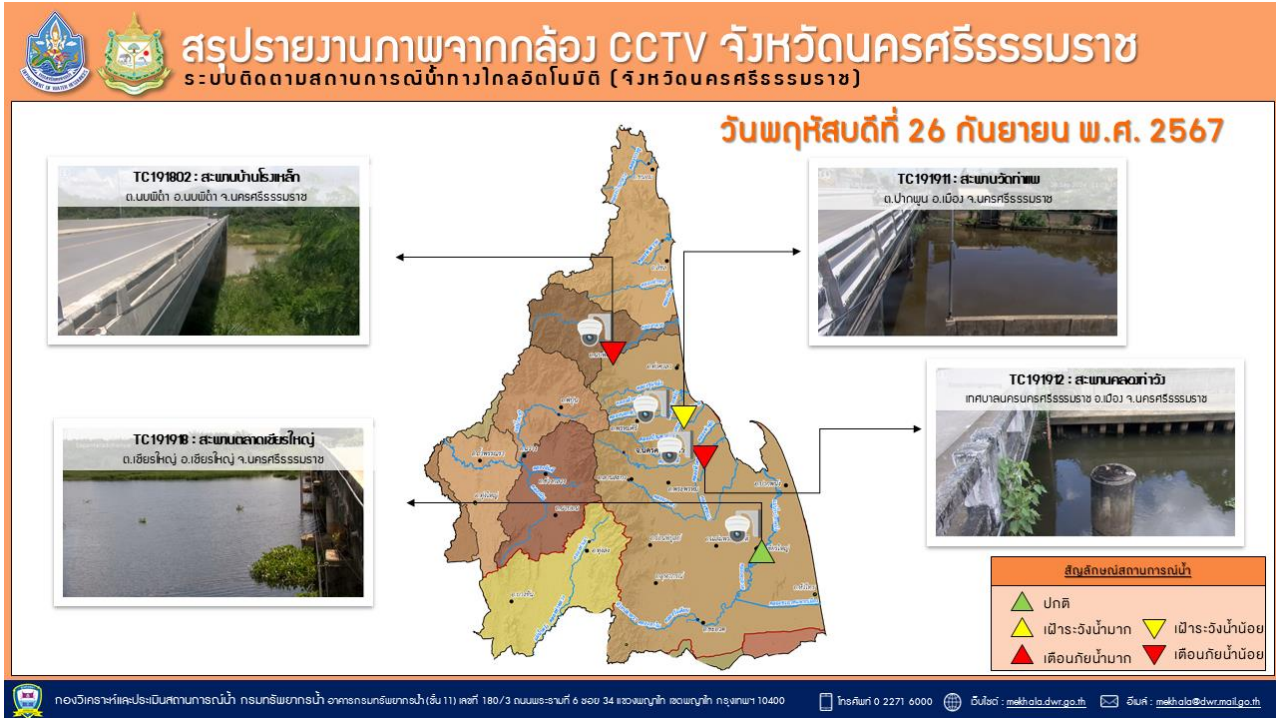 สรุปรายงานภาพจากกล้อง CCTV จังหวัดนครศรีธรรมราช
ระบบติดตามสถานการณ์น้ำทางไกลอัตโนมัติ (จังหวัดนครศรีธรรมราช)
วันพฤหัสบดีที่ 26 กันยายน พ.ศ. 2567
TC191802 : สะพานบ้านโรงเหล็ก
ต.นบพิตำ อ.นบพิตำ จ.นครศรีธรรมราช
TC191911 : สะพานวัดท่าแพ
ต.ปากพูน อ.เมือง จ.นครศรีธรรมราช
TC191912 : สะพานคลองท่าวัง
เทศบาลนครนครศรีธรรมราช อ.เมือง จ.นครศรีธรรมราช
TC191918 : สะพานตลาดเชียรใหญ่
ต.เชียรใหญ่ อ.เชียรใหญ่ จ.นครศรีธรรมราช
สัญลักษณ์สถานการณ์น้ำ
ปกติ
เฝ้าระวังน้ำมาก
เฝ้าระวังน้ำน้อย
เตือนภัยน้ำมาก
เตือนภัยน้ำน้อย
กองวิเคราะห์และประเมินสถานการณ์น้ำ กรมทรัพยากรน้ำ อาคารกรมทรัพยากรน้ำ(ชั้น 11) เลขที่ 180/3 ถนนพระรามที่ 6 ซอย 34 แขวงพญาไท เขตพญาไท กรุงเทพฯ 10400
โทรศัพท์ 0 2271 6000
เว็บไซต์ : mekhala.dwr.go.th
อีเมล์ : mekhala@dwr.mail.go.th